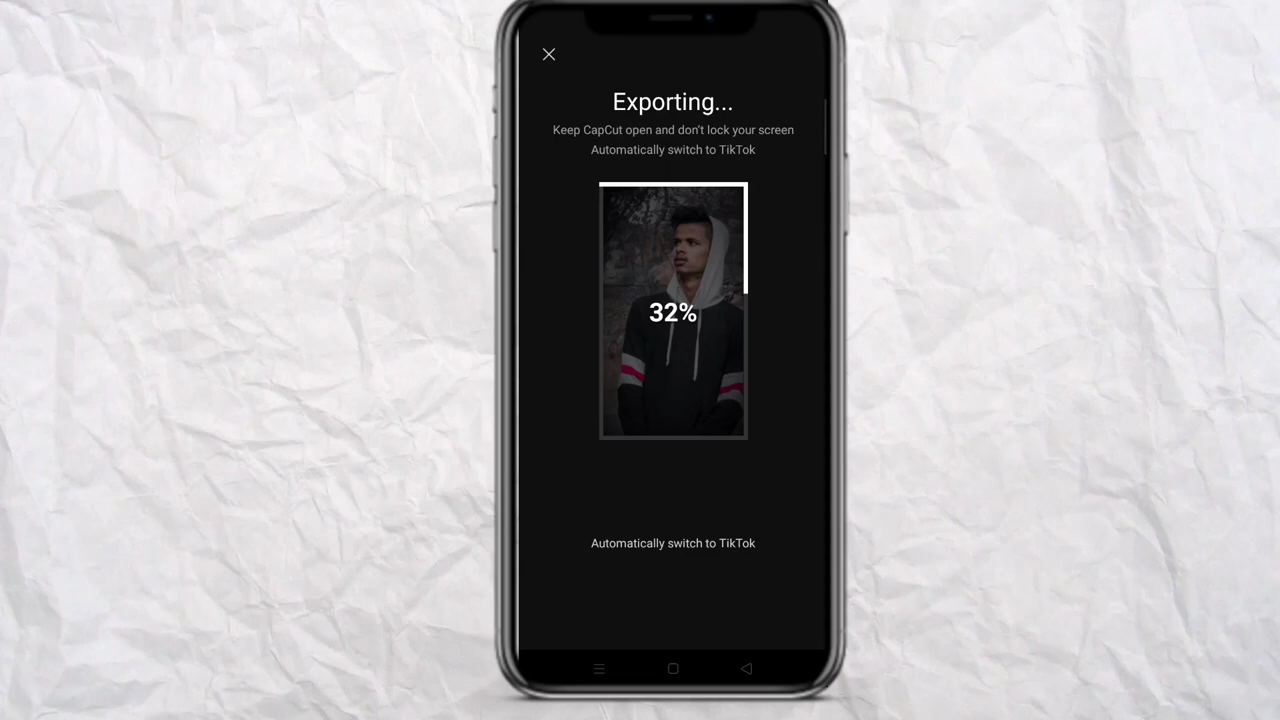 Exporting...
Keep CapCut open and don't lock your screen
Automatically switch to TikTok
32%
Automatically switch to TikTok